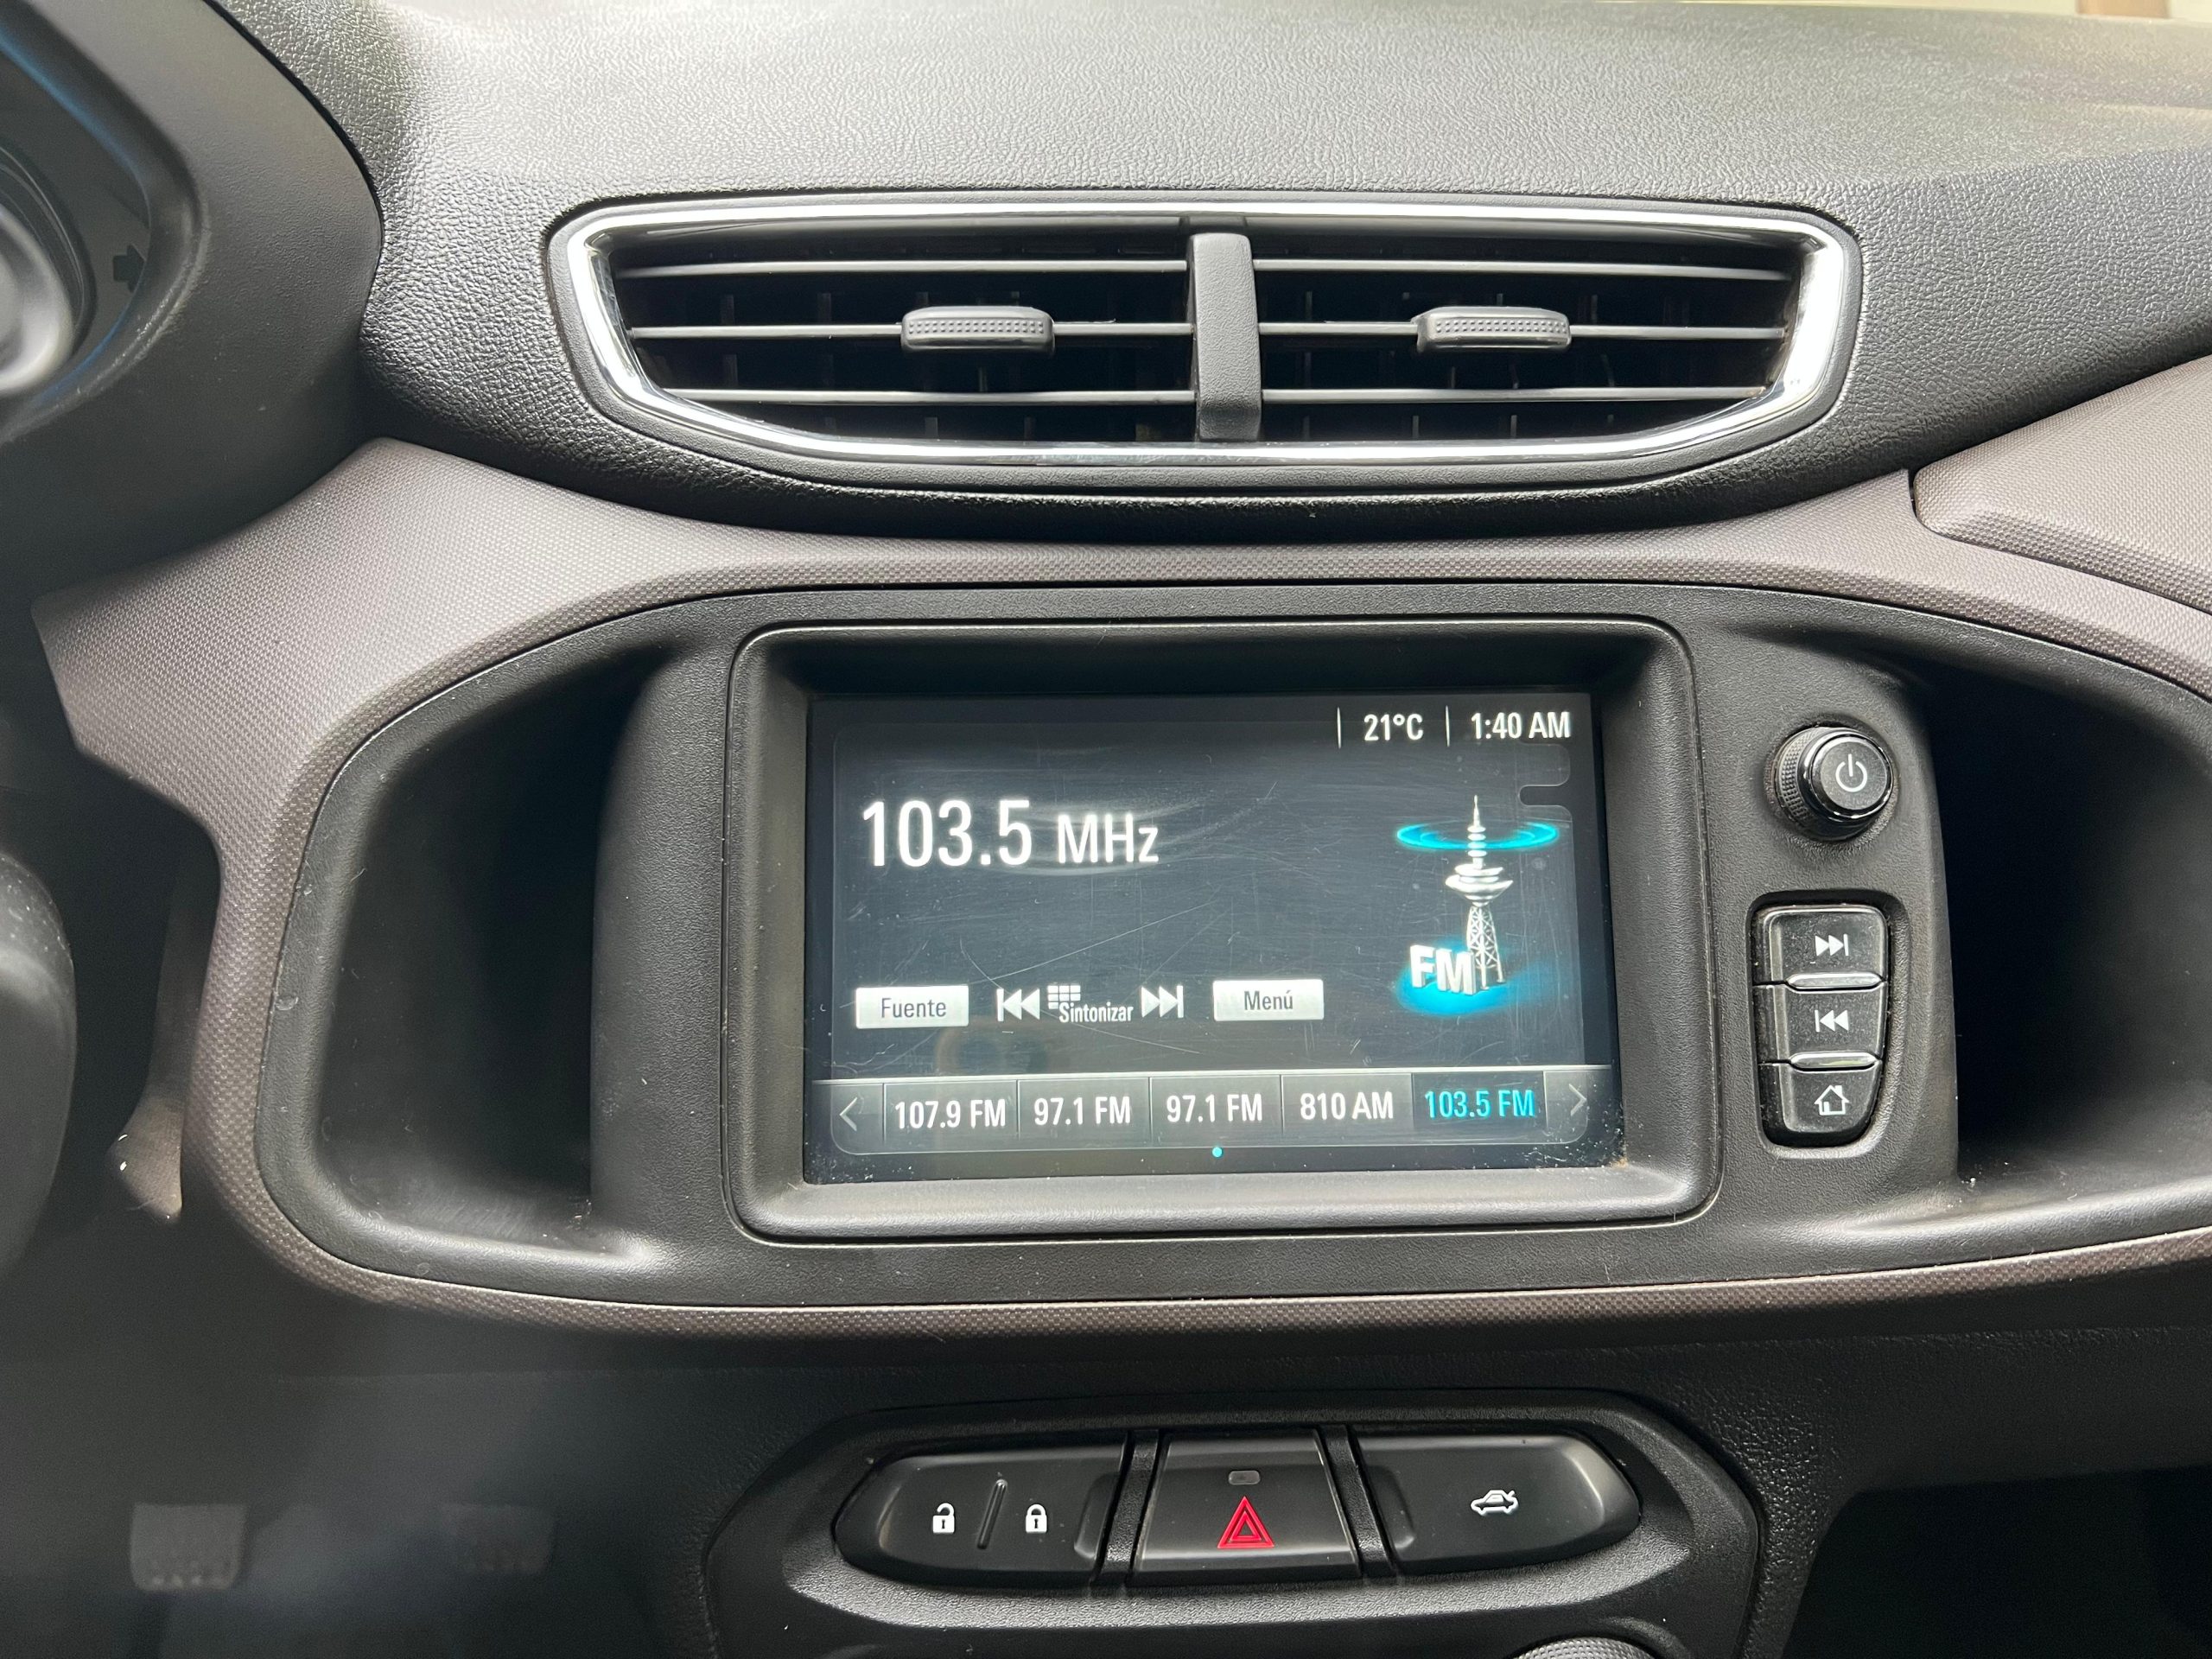 21°C 1:40 AM
103.5 MHz
FM
Fuente Sintonizar Menú
107.9 FM 97.1 FM 97.1 FM 810 AM 103.5 FM